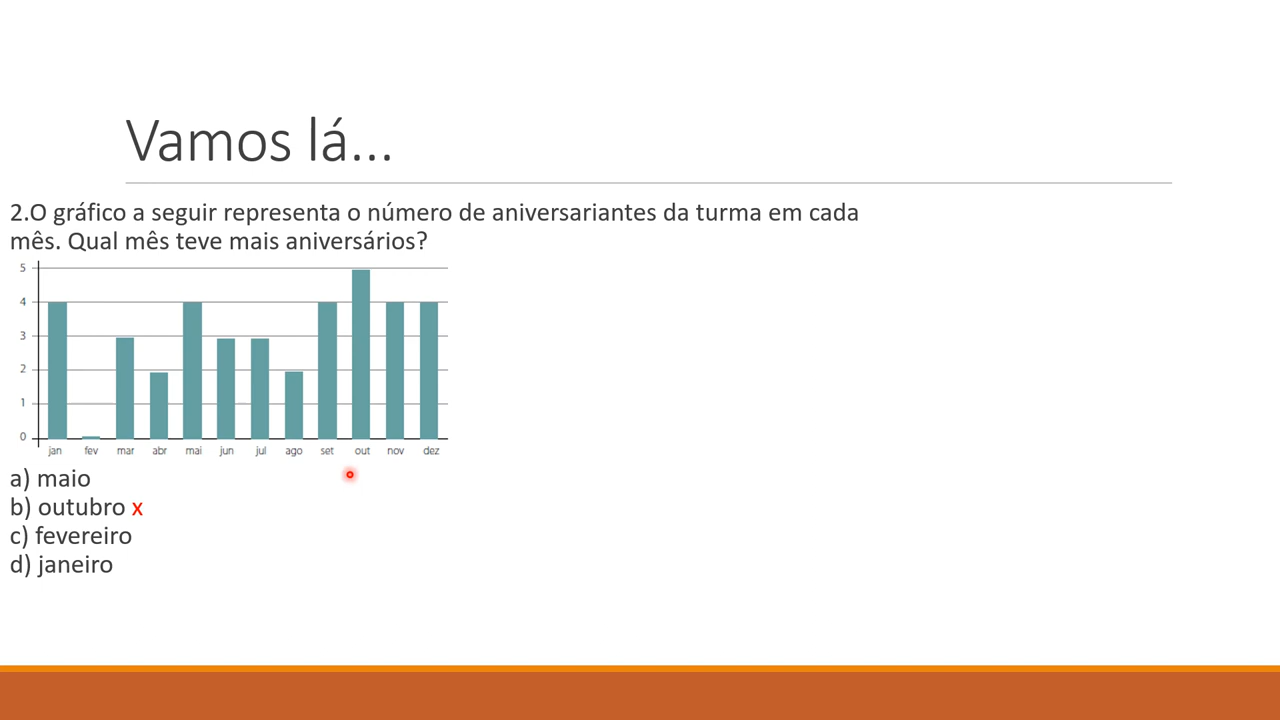 Vamos lá...
2.O gráfico a seguir representa o número de aniversariantes da turma em cada
mês. Qual mês teve mais aniversários?
5
4
3
2
1
0
jan fev mar abr mai jun jul ago set out nov dez
a) maio
b) outubro x
c) fevereiro
d) janeiro